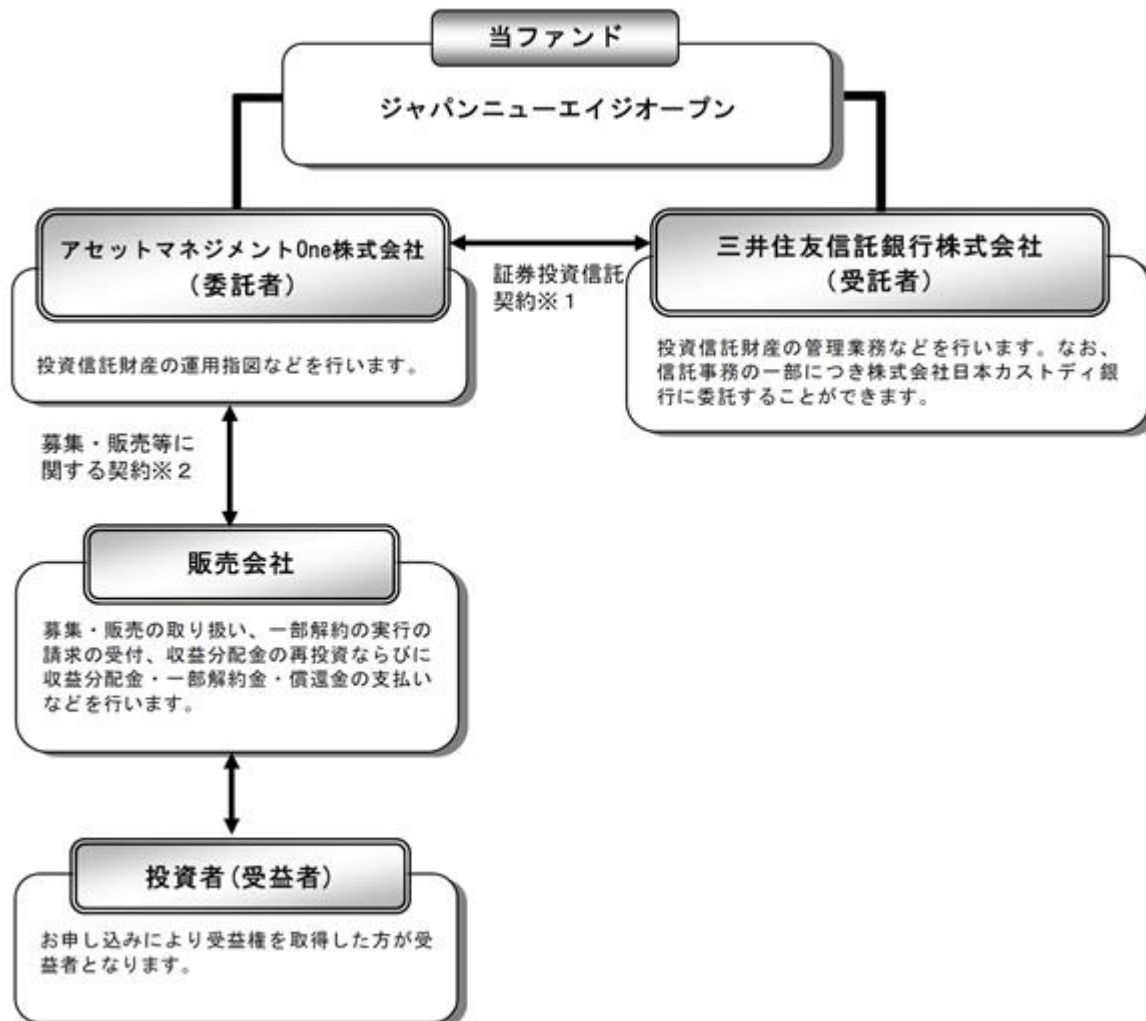 当ファンド
ジャパンニューエイジオープン
アセットマネジメントOne株式会社
（委託者）
投資信託財産の運用指図などを行います。
証券投資信託
契約※１
三井住友信託銀行株式会社
（受託者）
投資信託財産の管理業務などを行います。なお、
信託事務の一部につき株式会社日本カストディ銀
行に委託することができます。
募集・販売等に
関する契約※２
販売会社
募集・販売の取り扱い、一部解約の実行の
請求の受付、収益分配金の再投資ならびに
収益分配金・一部解約金・償還金の支払い
などを行います。
投資者(受益者)
お申し込みにより受益権を取得した方が受
益者となります。